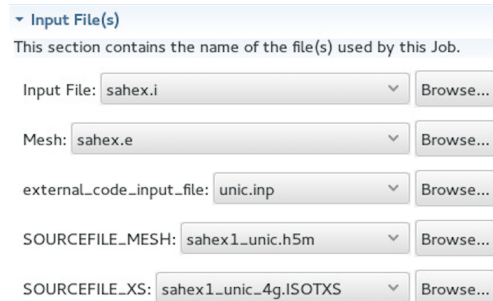 Input File(s)
This section contains the name of the file(s) used by this Job.
Input File: sahex.i Browse...
Mesh: sahex.e Browse...
external_code_input_file: unic.inp Browse...
SOURCEFILE_MESH: sahex1_unic.h5m Browse...
SOURCEFILE_XS: sahex1_unic_4g.ISOTXS Browse...